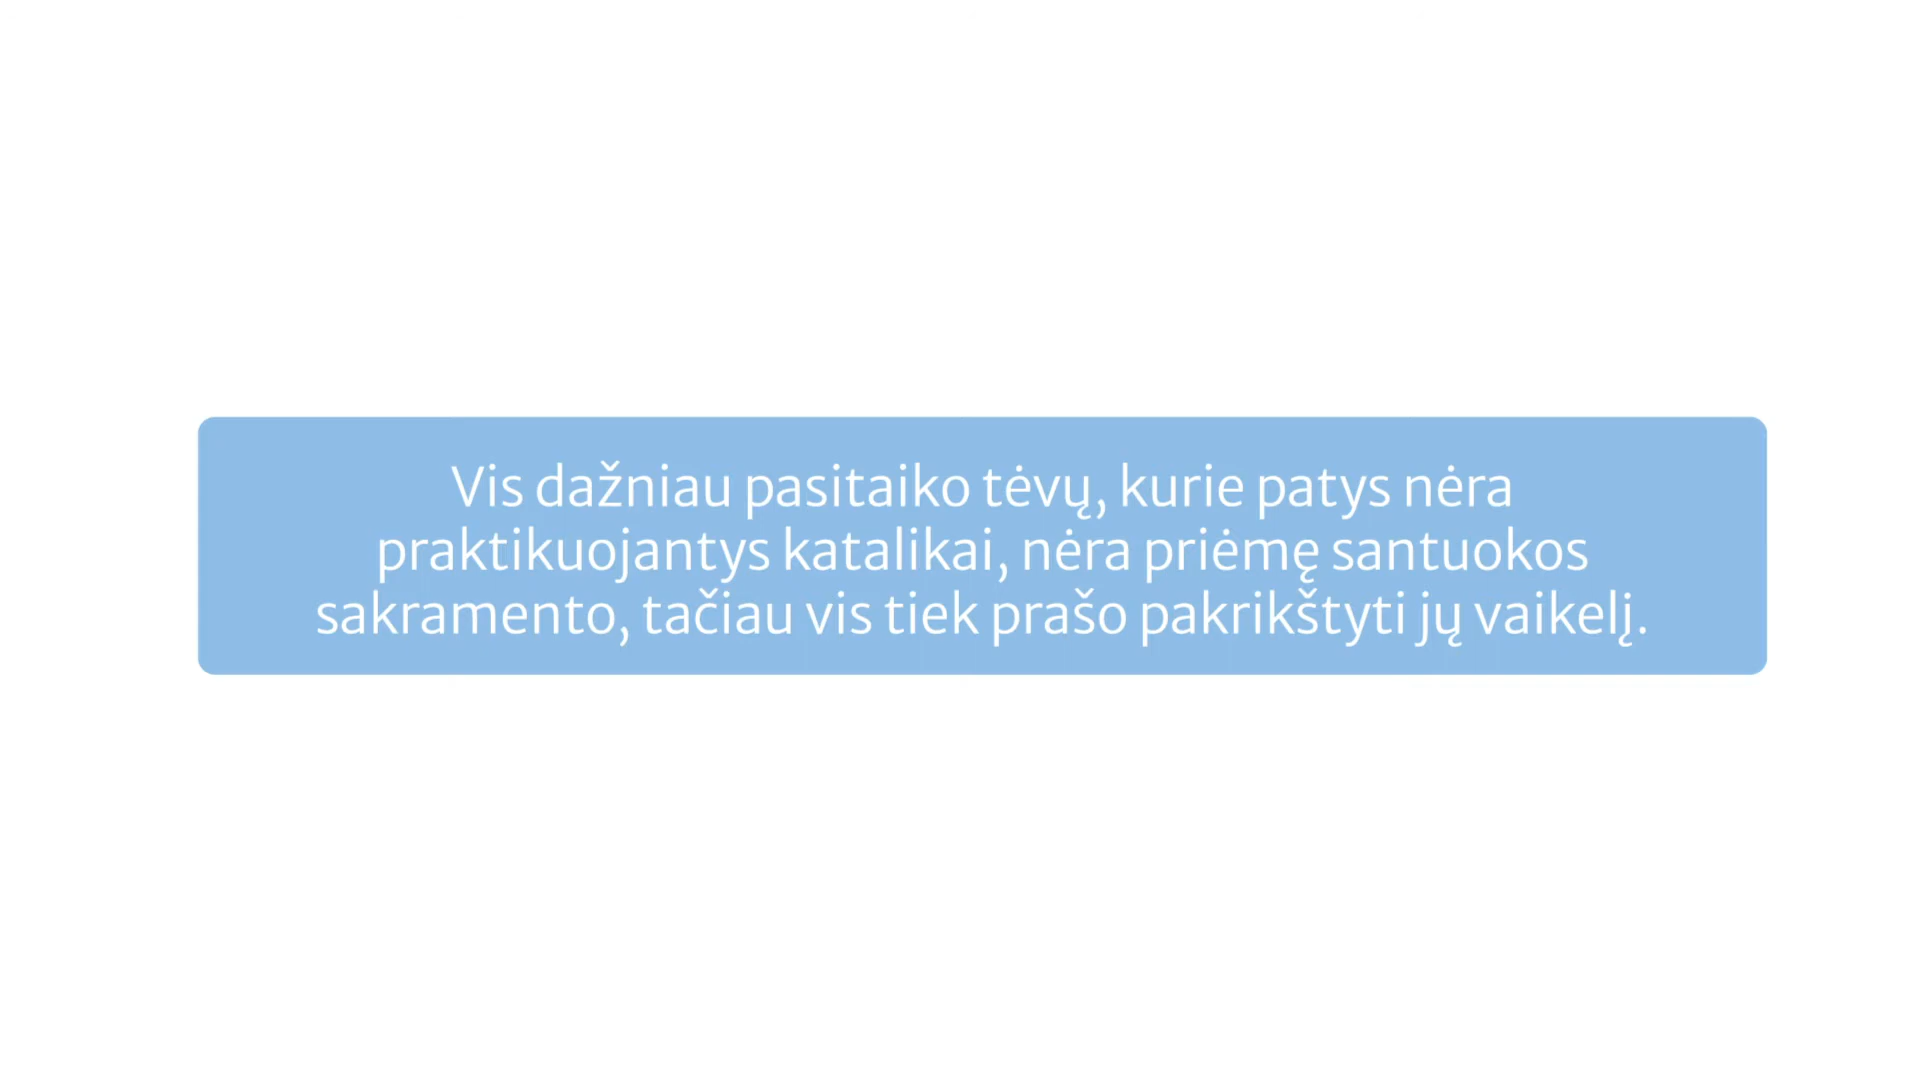 Vis dažniau pasitaiko tėvų, kurie patys nėra
praktikuojantys katalikai, nėra priėmę santuokos
sakramento, tačiau vis tiek prašo pakrikštyti jų vaikelį.